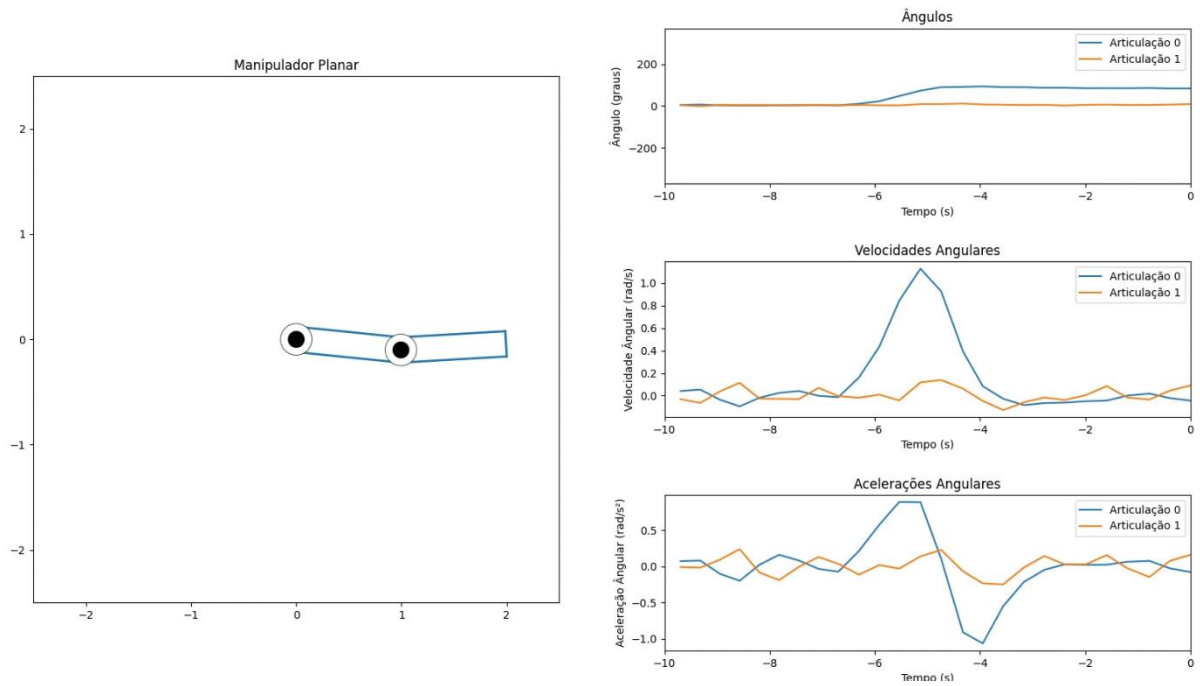 Manipulador Planar
2
1
0
−1
−2
−2 −1 0 1 2
Ângulos
Ângulo (graus)
200
0
−200
Articulação 0
Articulação 1
−10 −8 −6 −4 −2 0
Tempo (s)
Velocidades Angulares
Velocidade Ângular (rad/s)
1.0
0.8
0.6
0.4
0.2
0.0
Articulação 0
Articulação 1
−10 −8 −6 −4 −2 0
Tempo (s)
Acelerações Angulares
Aceleração Ângular (rad/s²)
0.5
0.0
−0.5
−1.0
Articulação 0
Articulação 1
−10 −8 −6 −4 −2 0
Tempo (s)